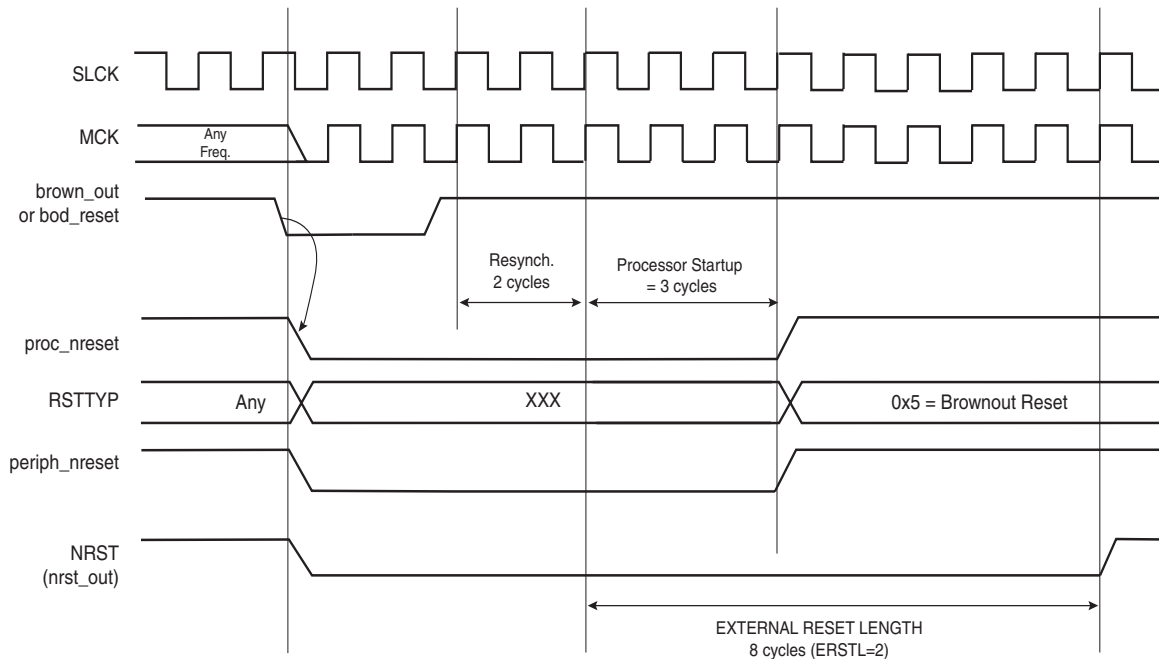 SLCK
MCK
Any
Freq.
brown_out
or bod_reset
Resynch.
2 cycles
Processor Startup
= 3 cycles
proc_nreset
RSTTYP
Any
XXX
0x5 = Brownout Reset
periph_nreset
NRST
(nrst_out)
EXTERNAL RESET LENGTH
8 cycles (ERSTL=2)